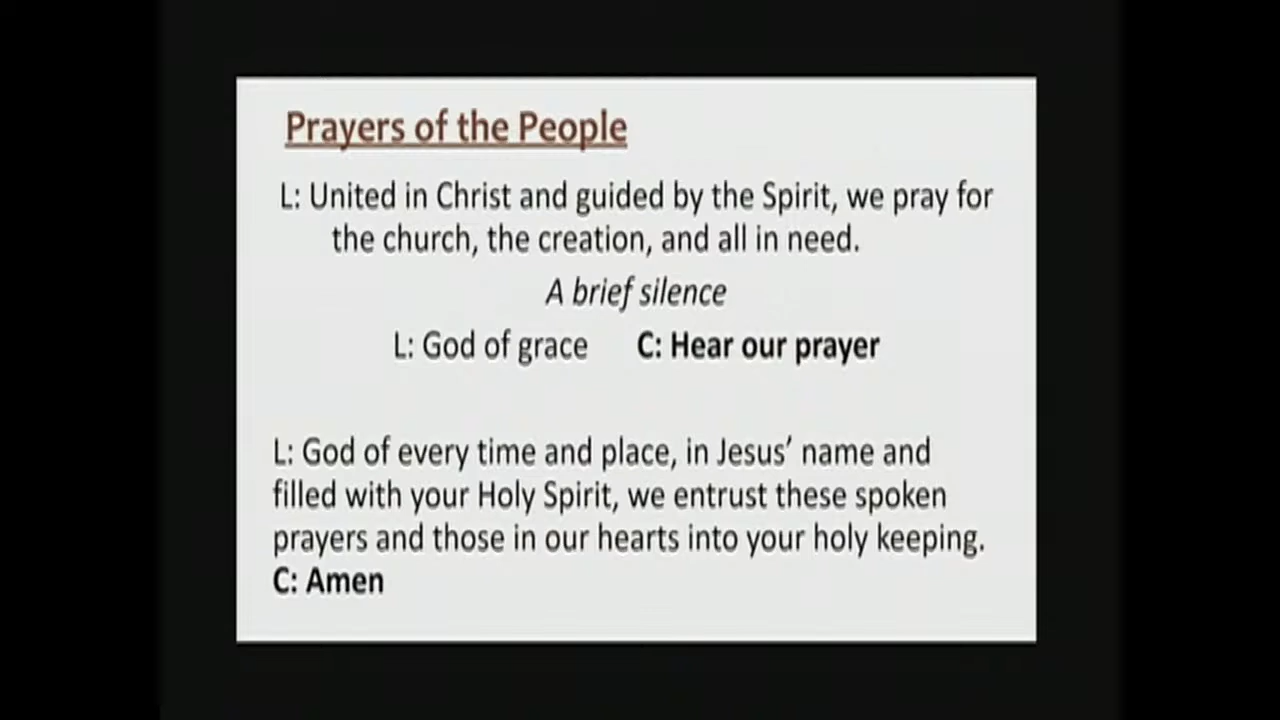 Prayers of the People
L: United in Christ and guided by the Spirit, we pray for
the church, the creation, and all in need.
A brief silence
L: God of grace C: Hear our prayer
L: God of every time and place, in Jesus’ name and
filled with your Holy Spirit, we entrust these spoken
prayers and those in our hearts into your holy keeping.
C: Amen